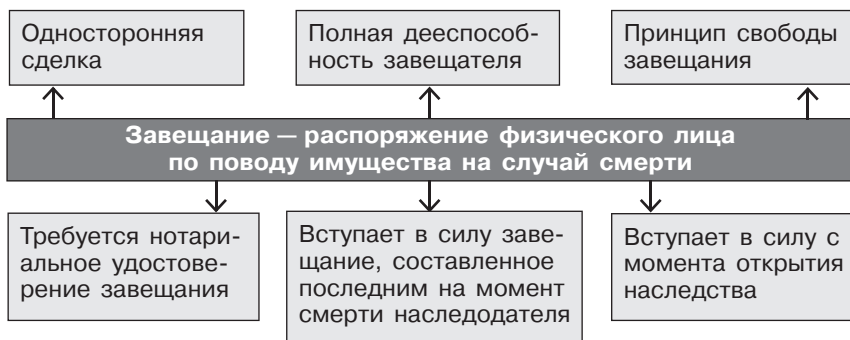 Односторонняя
сделка
Полная дееспособ-
ность завещателя
Принцип свободы
завещания
Завещание — распоряжение физического лица
по поводу имущества на случай смерти
Требуется нотари-
альное удостове-
рение завещания
Вступает в силу заве-
щание, составленное
последним на момент
смерти наследодателя
Вступает в силу с
момента открытия
наследства